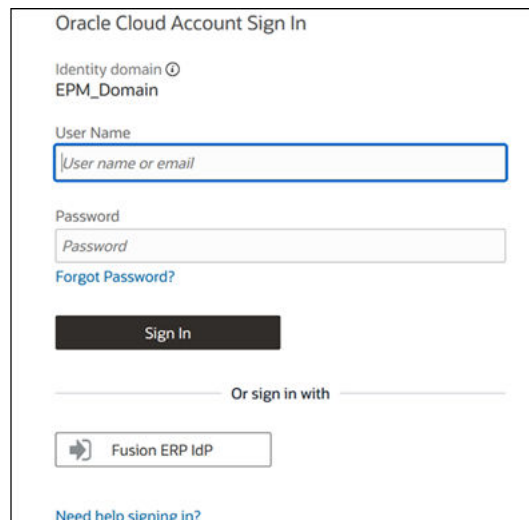 Oracle Cloud Account Sign In
Identity domain
EPM_Domain
User Name
User name or email
Password
Password
Forgot Password?
Sign In
Or sign in with
Fusion ERP IdP
Need help signing in?